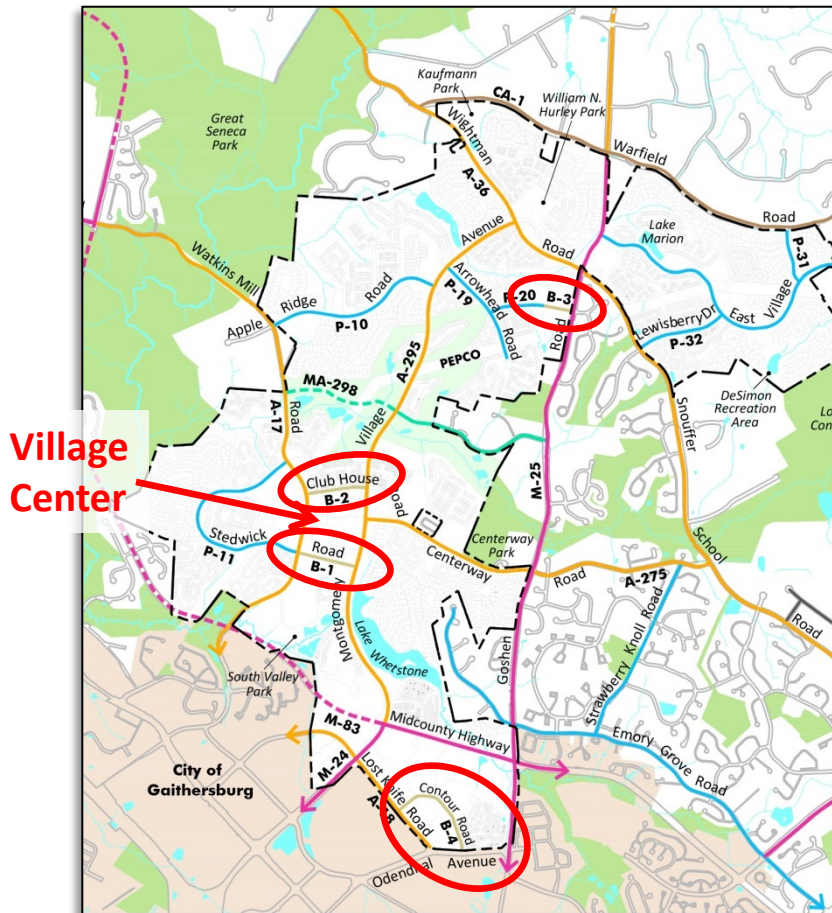 Kaufmann
Park
CA-1
William N.
Hurley Park
Great
Seneca
Park
Wightman
A-36
Warfield
Road
Avenue
Road
Lake
Marion
P-31
Watkins Mill
Arrowhead
Road
P-19
P-20
B-3
Road
Ridge
Road
Apple
P-10
East
Village
Lewisberry Dr
P-32
A-295
PEPCO
MA-298
DeSimon
Recreation
Area
A-17
Road
Village
Snouffer
M-25
Village
Center
Club House
B-2
Road
Stedwick
P-11
Road
B-1
Centerway
Centerway
Park
Road
A-275
School
Road
Montgomery
Lake Whetstone
Goshen
Strawberry Knoll Road
South Valley
Park
Midcounty Highway
Emory Grove Road
M-83
M-24
City of
Gaithersburg
Lost Knife Road
Contour
Road
B-4
Odendhal
Avenue